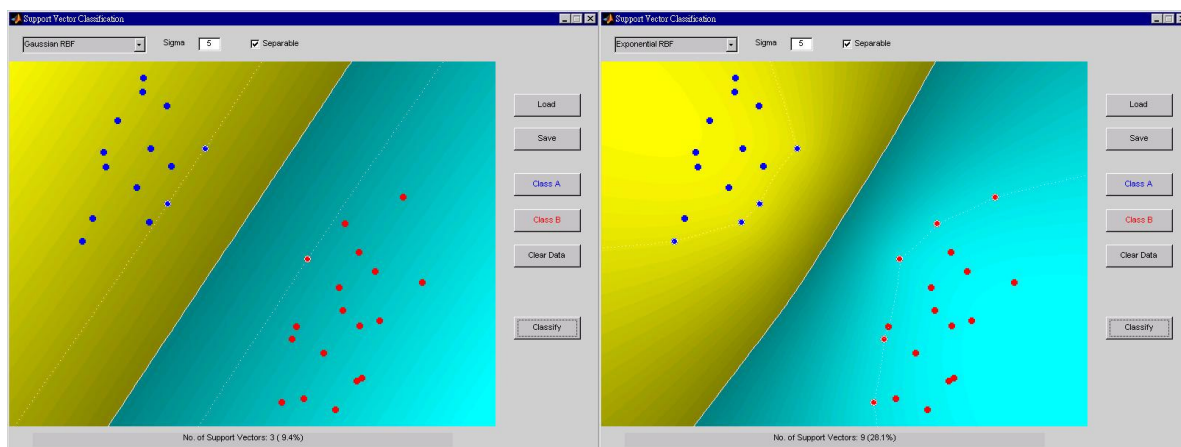 Support Vector Classification
Gaussian RBF Sigma 5 Separable
Load
Save
Class A
Class B
Clear Data
Classify
No. of Support Vectors: 3 ( 9.4%)
Support Vector Classification
Exponential RBF Sigma 5 Separable
Load
Save
Class A
Class B
Clear Data
Classify
No. of Support Vectors: 9 (28.1%)